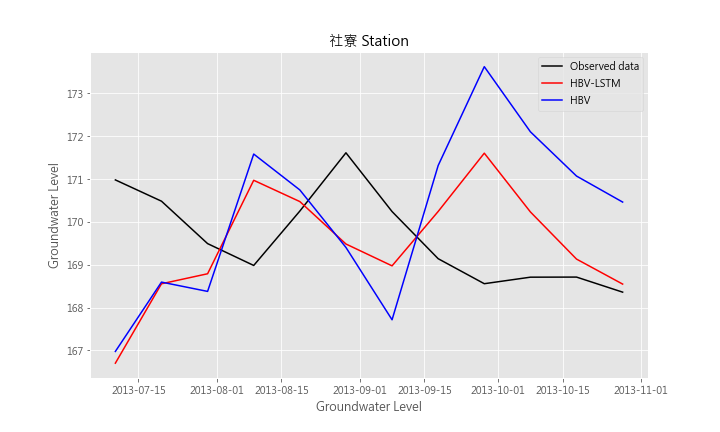 社寮 Station
Observed data
HBV-LSTM
HBV
Groundwater Level
173
172
171
170
169
168
167
2013-07-15 2013-08-01 2013-08-15 2013-09-01 2013-09-15 2013-10-01 2013-10-15 2013-11-01
Groundwater Level